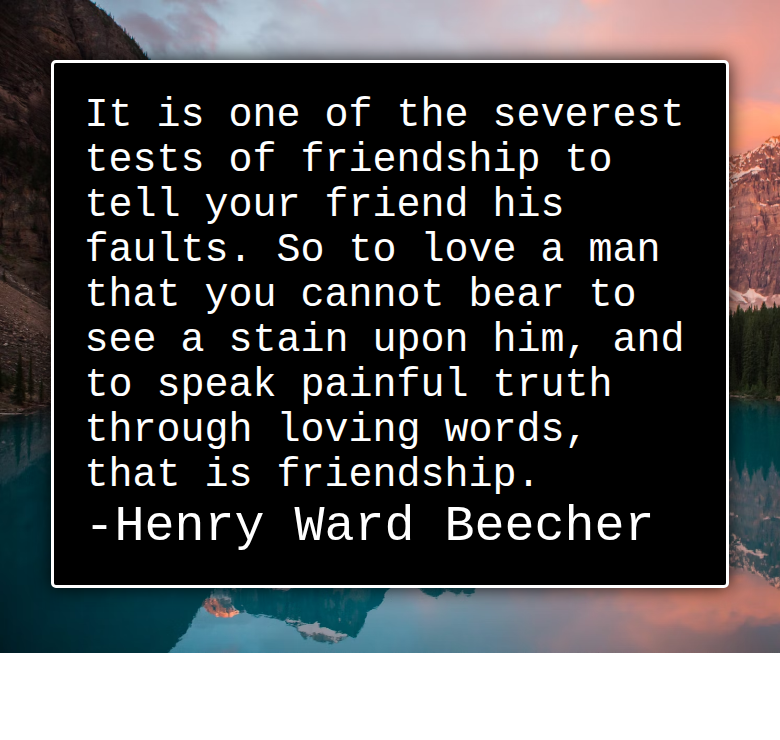 It is one of the severest
tests of friendship to
tell your friend his
faults. So to love a man
that you cannot bear to
see a stain upon him, and
to speak painful truth
through loving words,
that is friendship.
-Henry Ward Beecher